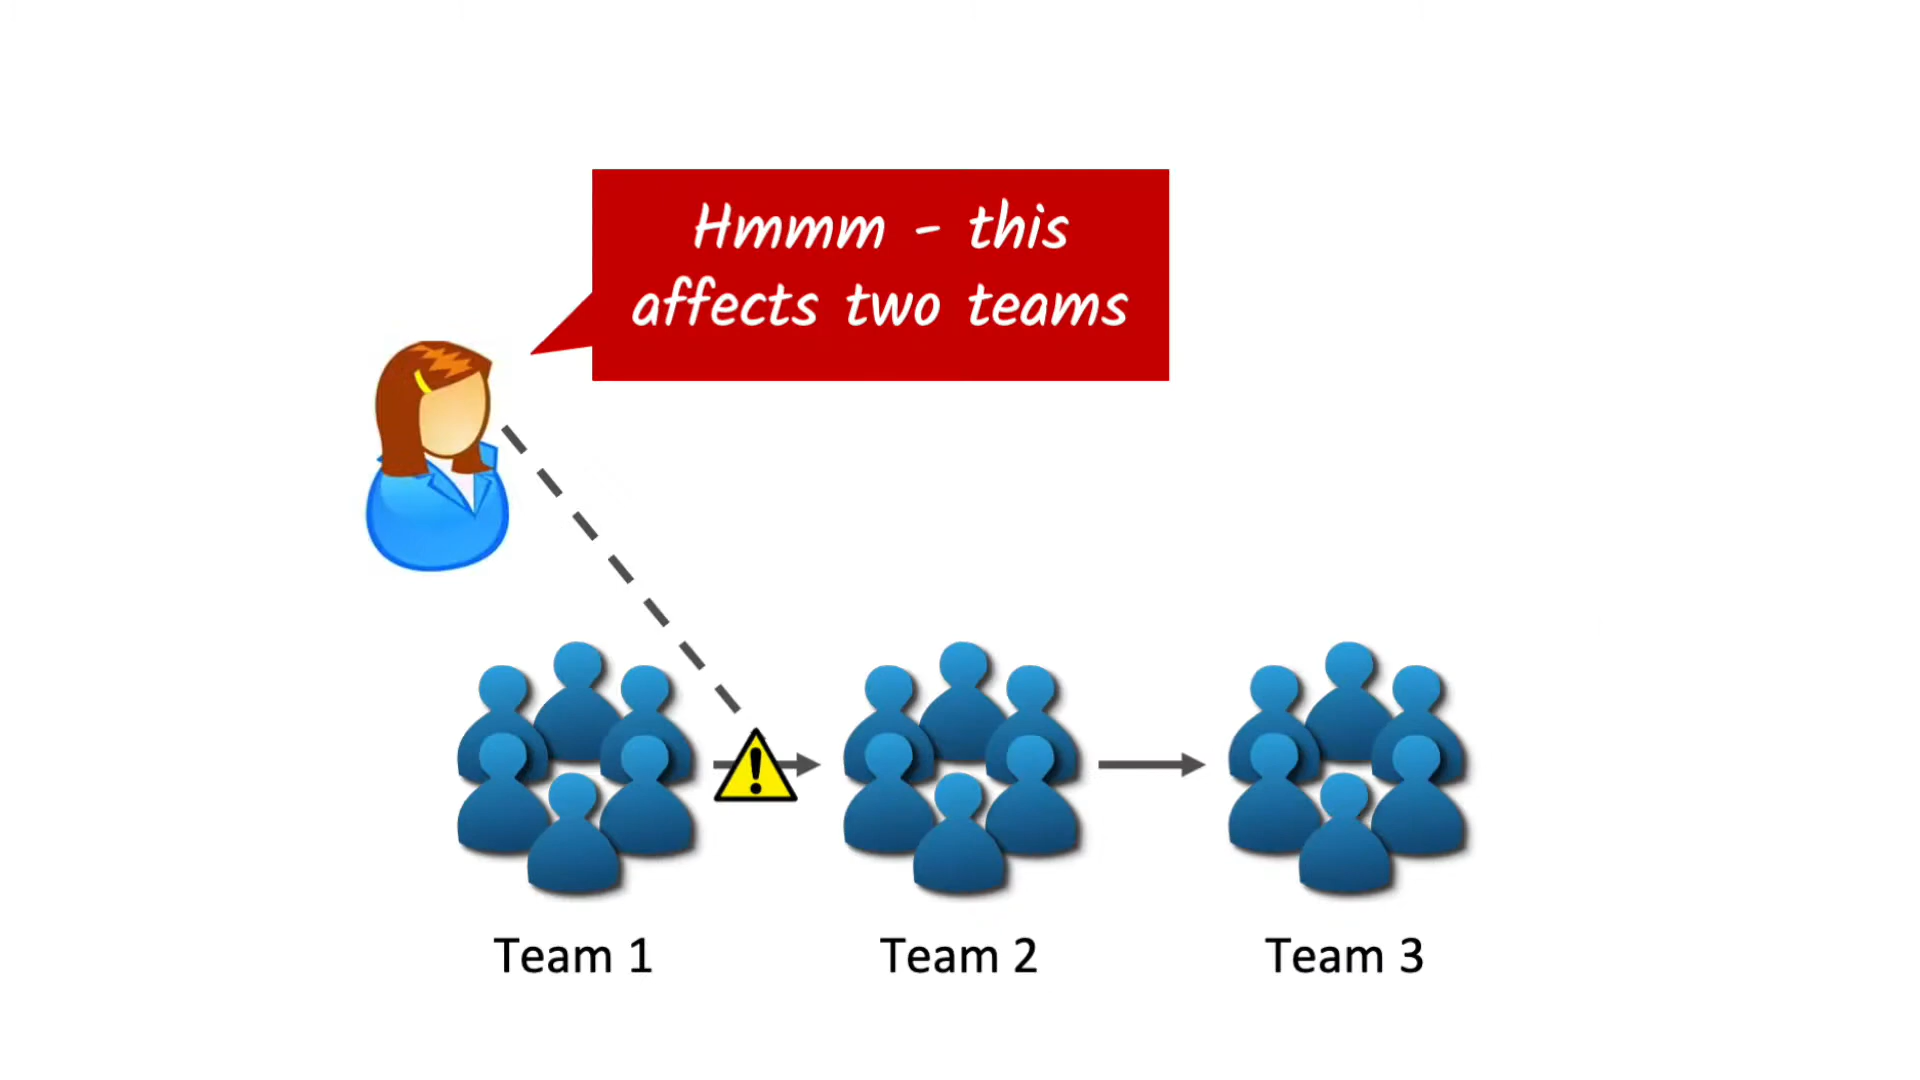 Hmmm - this
affects two teams
!
Team 1
Team 2
Team 3